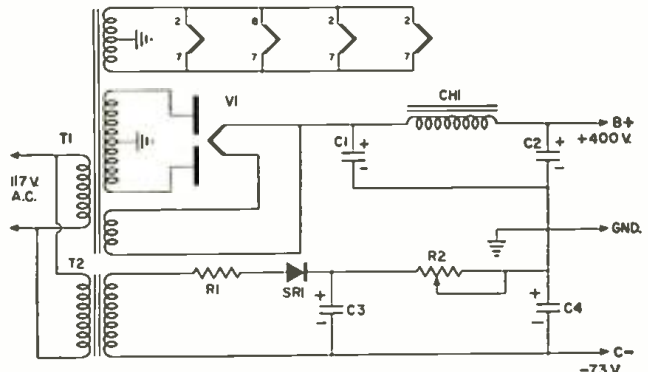 2 8 2 2
7 7 7 7
V1
CH1
T1
C1 + -
C2 + -
B+
+400 V.
117 V.
A.C.
GND.
T2
R2
R1
SR1
+ C3 -
+ C4 -
C-
-73 V.